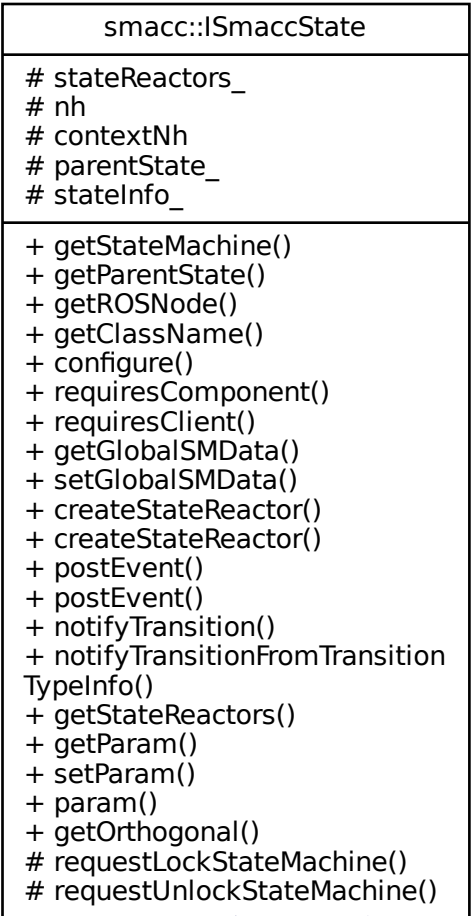 smacc::ISmaccState
# stateReactors_
# nh
# contextNh
# parentState_
# stateInfo_
+ getStateMachine()
+ getParentState()
+ getROSNode()
+ getClassName()
+ configure()
+ requiresComponent()
+ requiresClient()
+ getGlobalSMData()
+ setGlobalSMData()
+ createStateReactor()
+ createStateReactor()
+ postEvent()
+ postEvent()
+ notifyTransition()
+ notifyTransitionFromTransition
TypeInfo()
+ getStateReactors()
+ getParam()
+ setParam()
+ param()
+ getOrthogonal()
# requestLockStateMachine()
# requestUnlockStateMachine()